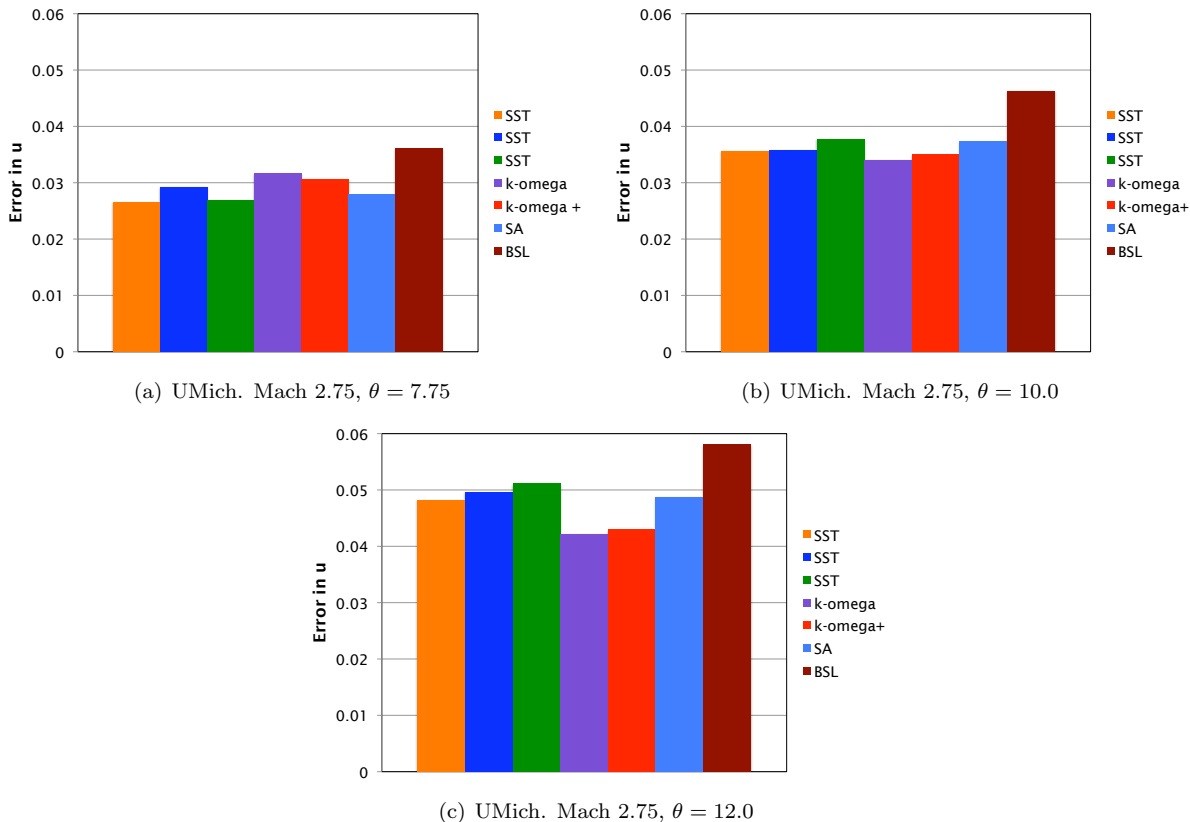 0.06
0.05
0.04
0.03
0.02
0.01
0
Error in u
SST
SST
SST
k-omega
k-omega +
SA
BSL
(a) UMich. Mach 2.75, θ = 7.75
0.06
0.05
0.04
0.03
0.02
0.01
0
Error in u
SST
SST
SST
k-omega
k-omega+
SA
BSL
(b) UMich. Mach 2.75, θ = 10.0
0.06
0.05
0.04
0.03
0.02
0.01
0
Error in u
SST
SST
SST
k-omega
k-omega+
SA
BSL
(c) UMich. Mach 2.75, θ = 12.0